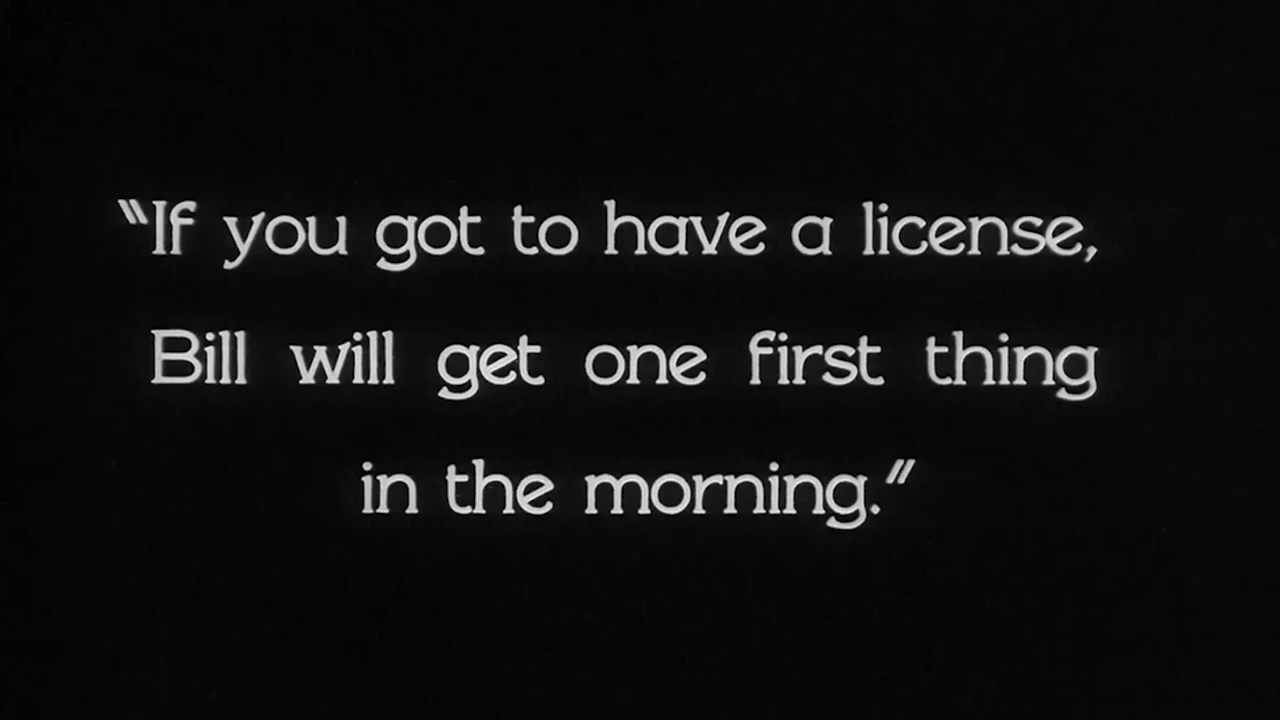 “If you got to have a license,
Bill will get one first thing
in the morning.”